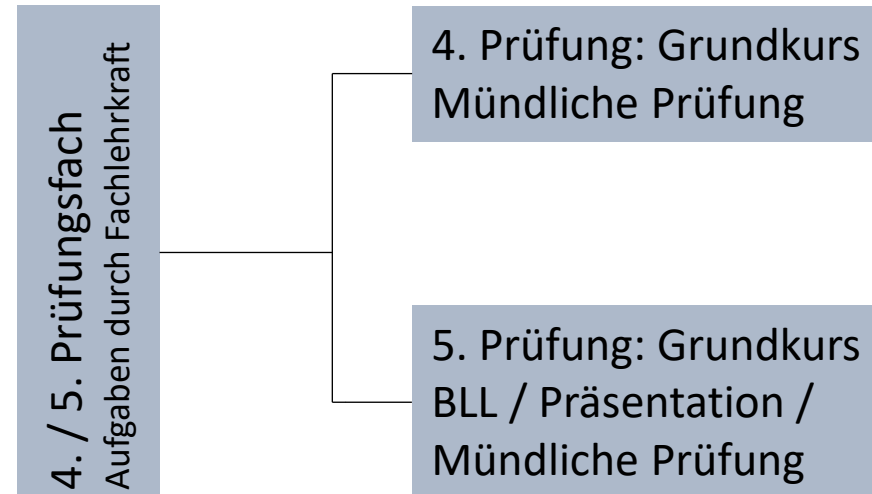 4. / 5. Prüfungsfach
Aufgaben durch Fachlehrkraft
4. Prüfung: Grundkurs
Mündliche Prüfung
5. Prüfung: Grundkurs
BLL / Präsentation /
Mündliche Prüfung